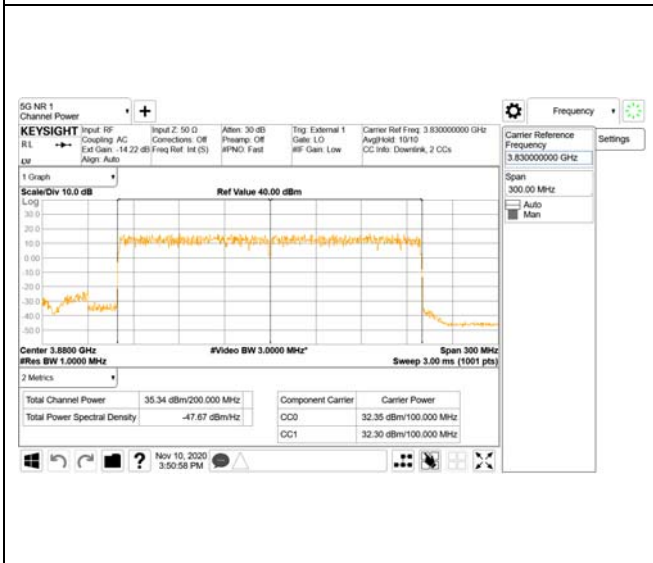 5G NR 1
Channel Power
Frequency
KEYSIGHT
RL
Input: RF
Coupling: AC
Ext Gain: -14.22 dB
Align: Auto
Input Z: 50 Ω
Corrections: Off
Freq Ref: Int (S)
Atten: 30 dB
Preamp: Off
#PNO: Fast
Trig: External 1
Gate: LO
#IF Gain: Low
Carrier Ref Freq: 3.830000000 GHz
Avg|Hold: 10/10
CC Info: Downlink, 2 CCs
Carrier Reference
Frequency
3.830000000 GHz
Settings
Span
300.00 MHz
Auto
Man
1 Graph
Scale/Div 10.0 dB
Ref Value 40.00 dBm
Log
30.0
20.0
10.0
0.00
-10.0
-20.0
-30.0
-40.0
-50.0
Center 3.8800 GHz
#Video BW 3.0000 MHz*
Span 300 MHz
#Res BW 1.0000 MHz
Sweep 3.00 ms (1001 pts)
2 Metrics
Total Channel Power 35.34 dBm/200.000 MHz
Total Power Spectral Density -47.67 dBm/Hz
Component Carrier Carrier Power
CC0 32.35 dBm/100.000 MHz
CC1 32.30 dBm/100.000 MHz
?
Nov 10, 2020
3:50:58 PM